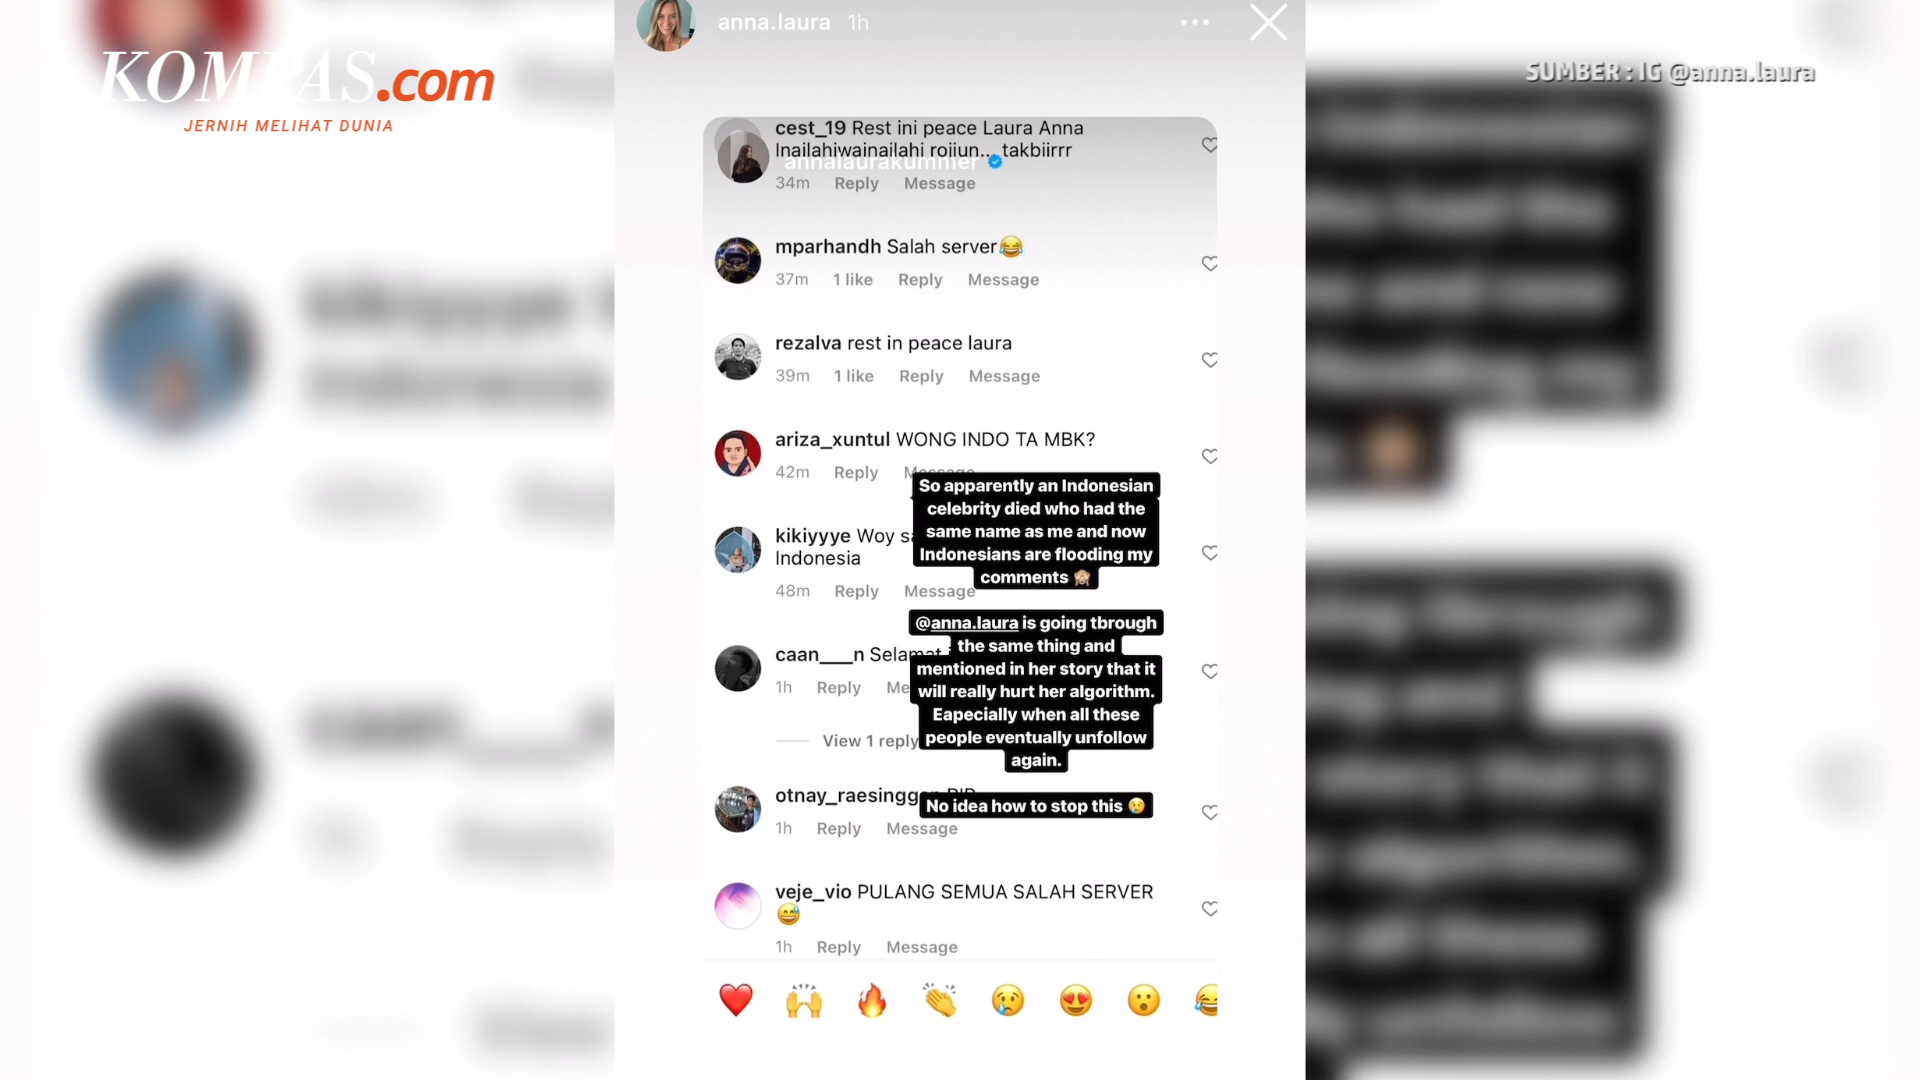 KOMPAS.com
JERNIH MELIHAT DUNIA
SUMBER : IG @anna.laura
anna.laura 1h
cest_19 Rest ini peace Laura Anna
Inailahiwainailahi rojiun... takbiirrr
annalaurakummer
34m Reply Message
mparhandh Salah server😂
37m 1 like Reply Message
rezalva rest in peace laura
39m 1 like Reply Message
ariza_xuntul WONG INDO TA MBK?
42m Reply Message
So apparently an Indonesian
celebrity died who had the
same name as me and now
Indonesians are flooding my
comments 🙈
kikiyyye Woy
Indonesia
48m Reply Message
@anna.laura is going tbrough
the same thing and
mentioned in her story that it
will really hurt her algorithm.
Eapecially when all these
people eventually unfollow
again.
caan___n Selamat
1h Reply
View 1 reply
No idea how to stop this 😢
otnay_raesinggen RIP
1h Reply Message
veje_vio PULANG SEMUA SALAH SERVER
😅
1h Reply Message